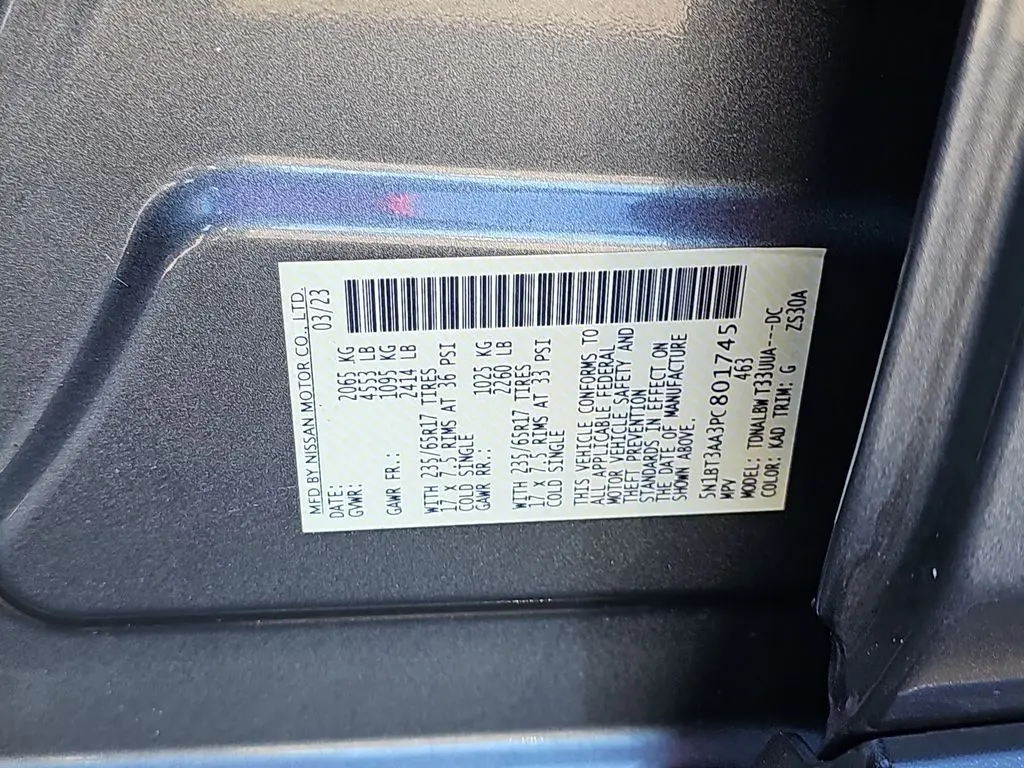 MFD BY NISSAN MOTOR CO., LTD.
DATE: 03/23
GVWR: 2065 KG
4553 LB
GAWR FR.: 1095 KG
2414 LB
WITH 235/65R17 TIRES
17 x 7.5 RIMS AT 36 PSI
COLD SINGLE
GAWR RR.: 1025 KG
2260 LB
WITH 235/65R17 TIRES
17 x 7.5 RIMS AT 33 PSI
COLD SINGLE
THIS VEHICLE CONFORMS TO
ALL APPLICABLE FEDERAL
MOTOR VEHICLE SAFETY AND
THEFT PREVENTION
STANDARDS IN EFFECT ON
THE DATE OF MANUFACTURE
SHOWN ABOVE.
5N1BT3AA3PC801745
MPV 463
MODEL: TDNALBW T33UUA---DC
COLOR: KAD TRIM: G ZS30A